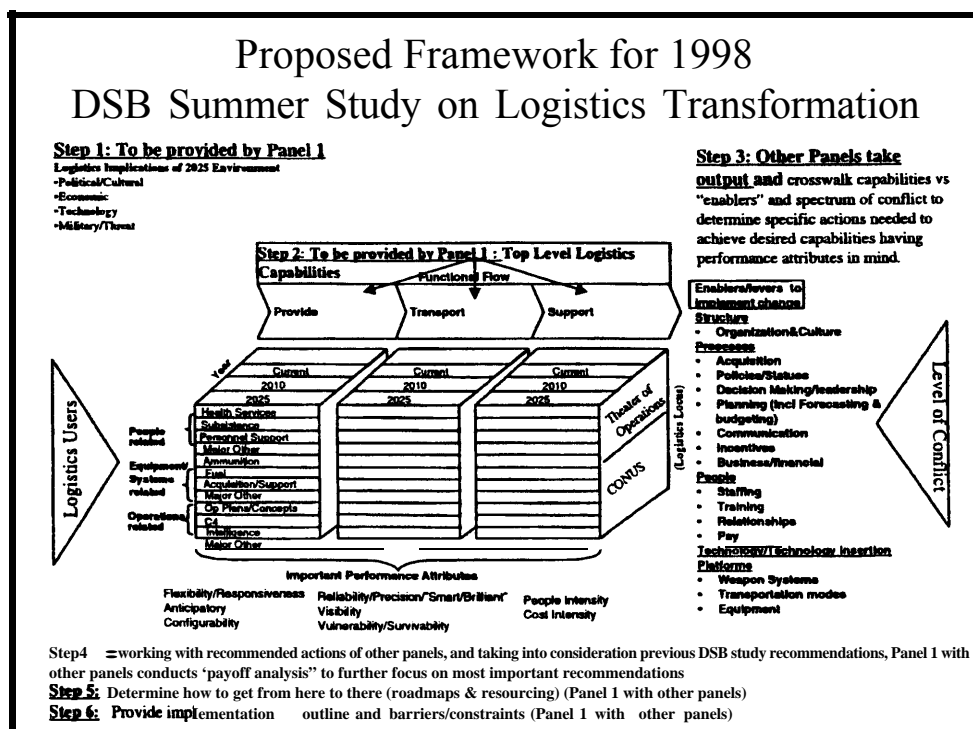 Proposed Framework for 1998
DSB Summer Study on Logistics Transformation
Step 1: To be provided by Panel 1
Logistics Implications of 2025 Environment
•Political/Cultural
•Economic
•Technology
•Military/Threat
Step 2: To be provided by Panel 1 : Top Level Logistics
Capabilities
Functional Flow
Provide
Transport
Support
Year
Current
2010
2025
Current
2010
2025
Current
2010
2025
Health Services
Subsistence
Personnel Support
Major Other
Ammunition
Fuel
Acquisition/Support
Major Other
Op Plans/Concepts
C4
Intelligence
Major Other
People
related
Equipment/
Systems
related
Operations
related
Logistics Users
Theater of
Operations
CONUS
(Logistics Locus)
Important Performance Attributes
Flexibility/Responsiveness
Anticipatory
Configurability
Reliability/Precision/"Smart/Brilliant"
Visibility
Vulnerability/Survivability
People Intensity
Cost Intensity
Step 3: Other Panels take
output and crosswalk capabilities vs
"enablers" and spectrum of conflict to
determine specific actions needed to
achieve desired capabilities having
performance attributes in mind.
Enablers/levers to
implement change
Structure
• Organization&Culture
Processes
• Acquisition
• Policies/Statues
• Decision Making/leadership
• Planning (incl Forecasting &
budgeting)
• Communication
• Incentives
• Business/financial
People
• Staffing
• Training
• Relationships
• Pay
Technology/Technology Insertion
Platforms
• Weapon Systems
• Transportation modes
• Equipment
Level of Conflict
Step4 =working with recommended actions of other panels, and taking into consideration previous DSB study recommendations, Panel 1 with
other panels conducts 'payoff analysis" to further focus on most important recommendations
Step 5: Determine how to get from here to there (roadmaps & resourcing) (Panel 1 with other panels)
Step 6: Provide implementation outline and barriers/constraints (Panel 1 with other panels)